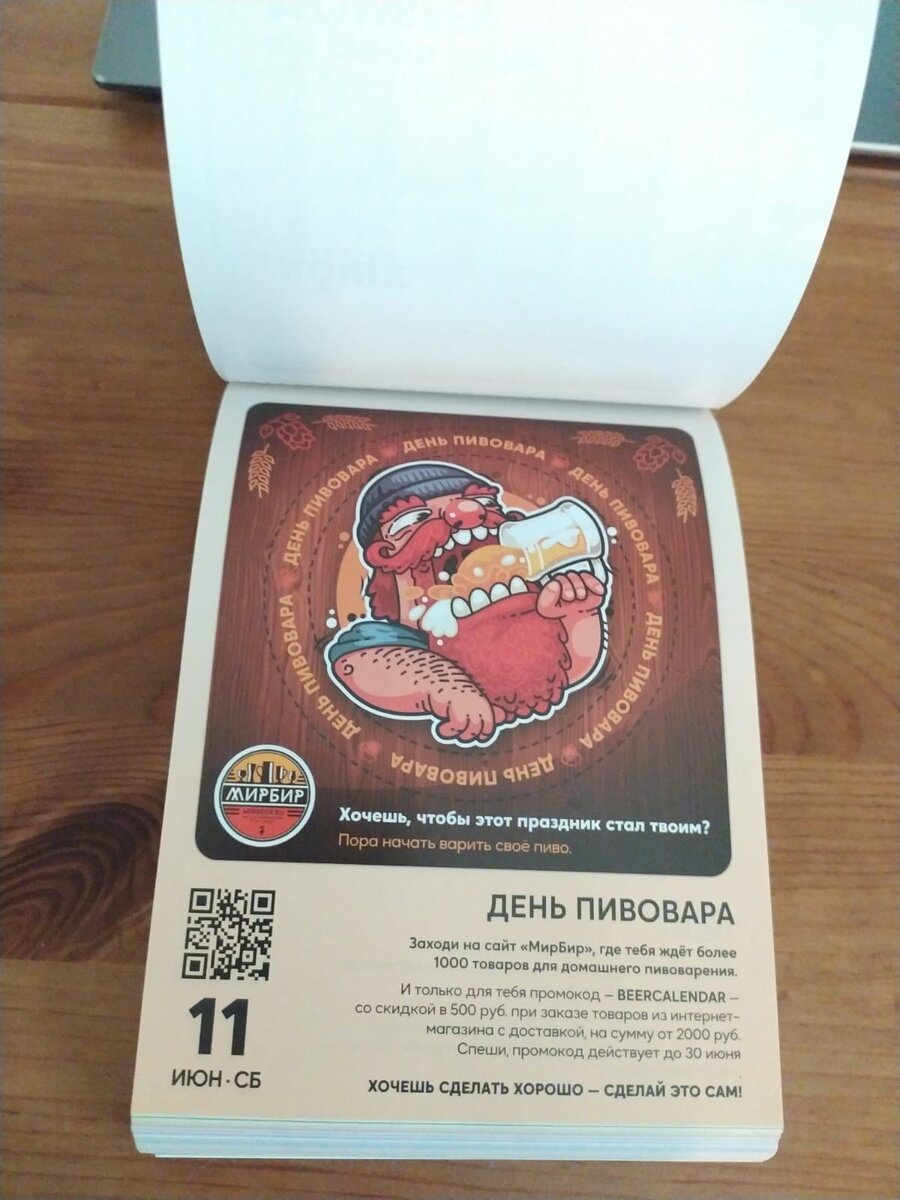 ДЕНЬ ПИВОВАРА
ДЕНЬ ПИВОВАРА
ДЕНЬ ПИВОВАРА
ДЕНЬ ПИВОВАРА
ДЕНЬ ПИВОВАРА
ДЕНЬ ПИВОВАРА
ДЕНЬ ПИВОВАРА
МИРБИР
Хочешь, чтобы этот праздник стал твоим?
Пора начать варить своё пиво.
ДЕНЬ ПИВОВАРА
Заходи на сайт «МирБир», где тебя ждёт более
1000 товаров для домашнего пивоварения.
И только для тебя промокод – BEERCALENDAR –
со скидкой в 500 руб. при заказе товаров из интернет-
магазина с доставкой, на сумму от 2000 руб.
Спеши, промокод действует до 30 июня
11
ИЮН · СБ
ХОЧЕШЬ СДЕЛАТЬ ХОРОШО – СДЕЛАЙ ЭТО САМ!